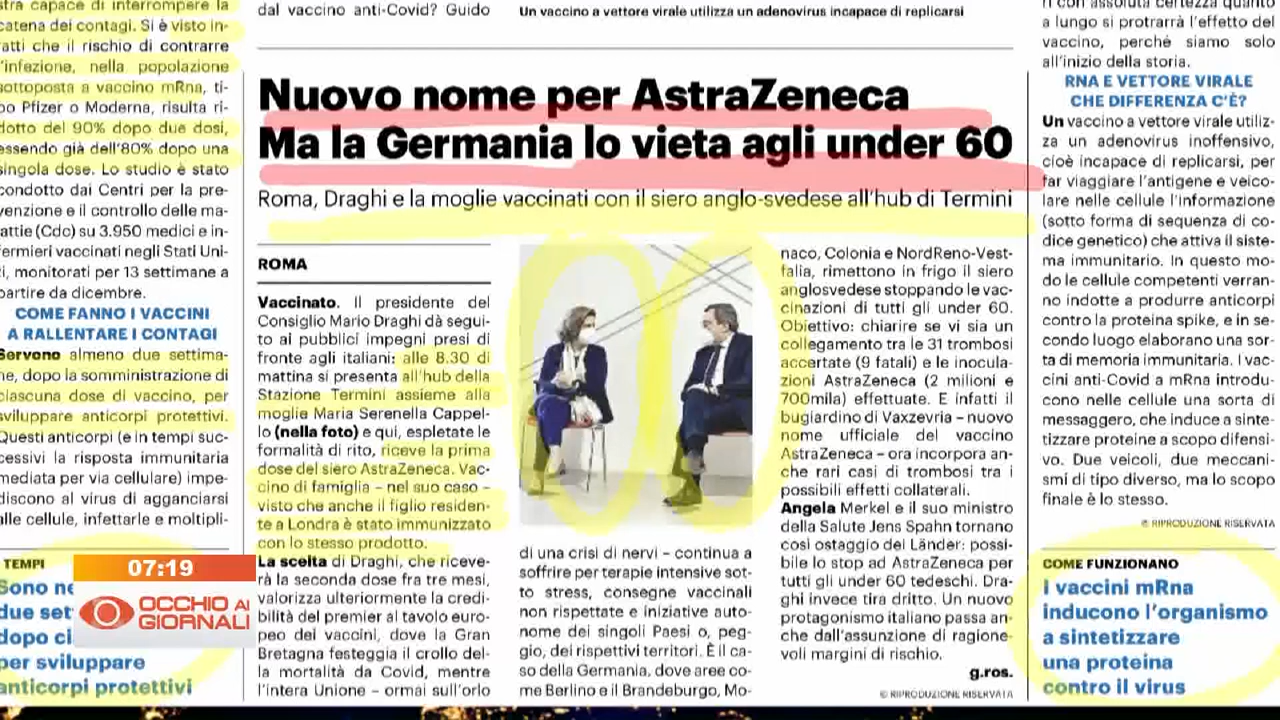 stra capace di interrompere la
catena dei contagi. Si è visto in-
fatti che il rischio di contrarre
l'infezione, nella popolazione
sottoposta a vaccino mRna, ti-
po Pfizer o Moderna, risulta ri-
dotto del 90% dopo due dosi,
essendo già dell'80% dopo una
singola dose. Lo studio è stato
condotto dai Centri per la pre-
venzione e il controllo delle ma-
attie (Cdc) su 3.950 medici e in-
fermieri vaccinati negli Stati Uni-
ti, monitorati per 13 settimane a
partire da dicembre.
COME FANNO I VACCINI
A RALLENTARE I CONTAGI
Servono almeno due settima-
ne, dopo la somministrazione di
ciascuna dose di vaccino, per
sviluppare anticorpi protettivi.
Questi anticorpi (e in tempi suc-
cessivi la risposta immunitaria
mediata per via cellulare) impe-
discono al virus di agganciarsi
alle cellule, infettarle e moltipli-
TEMPI
Sono ne
due set
dopo ci
per sviluppare
anticorpi protettivi
07:19
OCCHIO AI
GIORNALI
dal vaccino anti-Covid? Guido
Un vaccino a vettore virale utilizza un adenovirus incapace di replicarsi
Nuovo nome per AstraZeneca
Ma la Germania lo vieta agli under 60
Roma, Draghi e la moglie vaccinati con il siero anglo-svedese all'hub di Termini
ROMA
Vaccinato. Il presidente del
Consiglio Mario Draghi dà segui-
to ai pubblici impegni presi di
fronte agli italiani: alle 8.30 di
mattina si presenta all'hub della
Stazione Termini assieme alla
moglie Maria Serenella Cappel-
lo (nella foto) e qui, espletate le
formalità di rito, riceve la prima
dose del siero AstraZeneca. Vac-
cino di famiglia – nel suo caso –
visto che anche il figlio residen-
te a Londra è stato immunizzato
con lo stesso prodotto.
La scelta di Draghi, che riceve-
rà la seconda dose fra tre mesi,
valorizza ulteriormente la credi-
bilità del premier al tavolo euro-
peo dei vaccini, dove la Gran
Bretagna festeggia il crollo del-
la mortalità da Covid, mentre
l'intera Unione – ormai sull'orlo
di una crisi di nervi – continua a
soffrire per terapie intensive sot-
to stress, consegne vaccinali
non rispettate e iniziative auto-
nome dei singoli Paesi o, peg-
gio, dei rispettivi territori. È il ca-
so della Germania, dove aree co-
me Berlino e il Brandeburgo, Mo-
naco, Colonia e NordReno-Vest-
falia, rimettono in frigo il siero
anglosvedese stoppando le vac-
cinazioni di tutti gli under 60.
Obiettivo: chiarire se vi sia un
collegamento tra le 31 trombosi
accertate (9 fatali) e le inocula-
zioni AstraZeneca (2 milioni e
700mila) effettuate. E infatti il
bugiardino di Vaxzevria – nuovo
nome ufficiale del vaccino
AstraZeneca – ora incorpora an-
che rari casi di trombosi tra i
possibili effetti collaterali.
Angela Merkel e il suo ministro
della Salute Jens Spahn tornano
così ostaggio dei Länder: possi-
bile lo stop ad AstraZeneca per
tutti gli under 60 tedeschi. Dra-
ghi invece tira dritto. Un nuovo
protagonismo italiano passa an-
che dall'assunzione di ragione-
voli margini di rischio.
g.ros.
© RIPRODUZIONE RISERVATA
ri con assoluta certezza quanto
a lungo si protrarrà l'effetto del
vaccino, perché siamo solo
all'inizio della storia.
RNA E VETTORE VIRALE
CHE DIFFERENZA C'È?
Un vaccino a vettore virale utiliz-
za un adenovirus inoffensivo,
cioè incapace di replicarsi, per
far viaggiare l'antigene e veico-
lare nelle cellule l'informazione
(sotto forma di sequenza di co-
dice genetico) che attiva il siste-
ma immunitario. In questo mo-
do le cellule competenti verran-
no indotte a produrre anticorpi
contro la proteina spike, e in se-
condo luogo elaborano una sor-
ta di memoria immunitaria. I vac-
cini anti-Covid a mRna introdu-
cono nelle cellule una sorta di
messaggero, che induce a sinte-
tizzare proteine a scopo difensi-
vo. Due veicoli, due meccani-
smi di tipo diverso, ma lo scopo
finale è lo stesso.
© RIPRODUZIONE RISERVATA
COME FUNZIONANO
I vaccini mRna
inducono l'organismo
a sintetizzare
una proteina
contro il virus